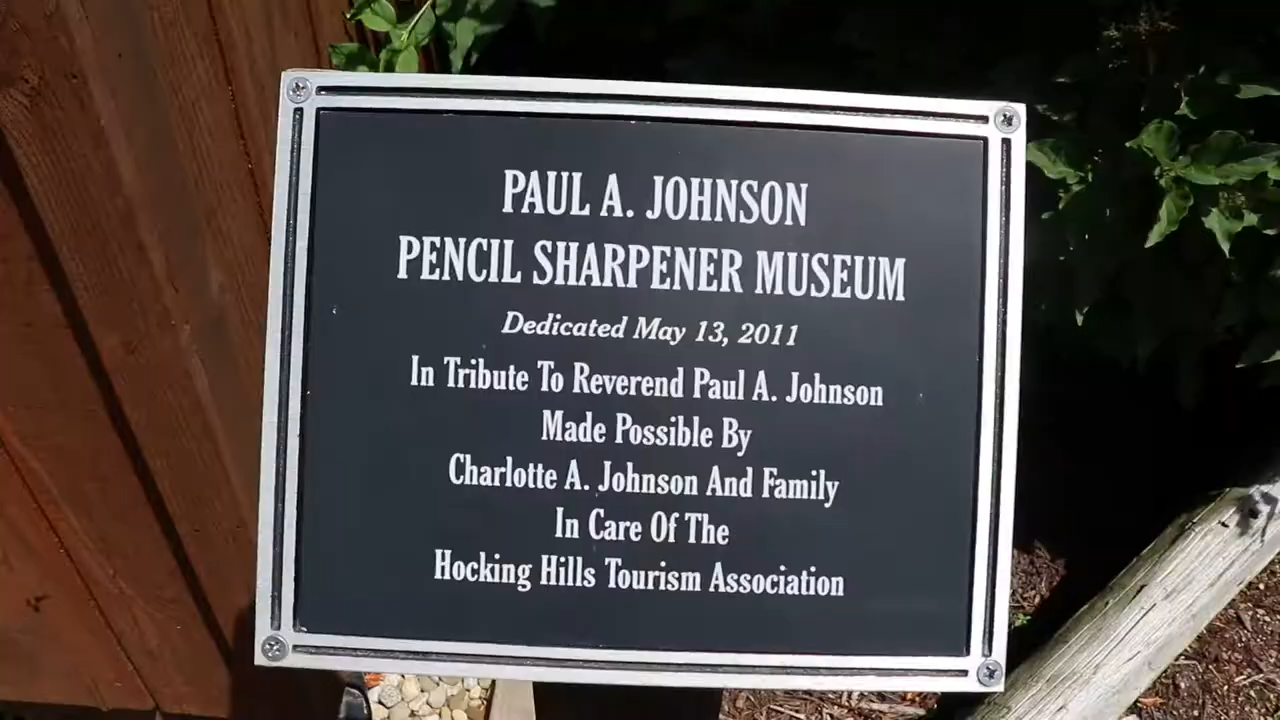 PAUL A. JOHNSON
PENCIL SHARPENER MUSEUM
Dedicated May 13, 2011
In Tribute To Reverend Paul A. Johnson
Made Possible By
Charlotte A. Johnson And Family
In Care Of The
Hocking Hills Tourism Association